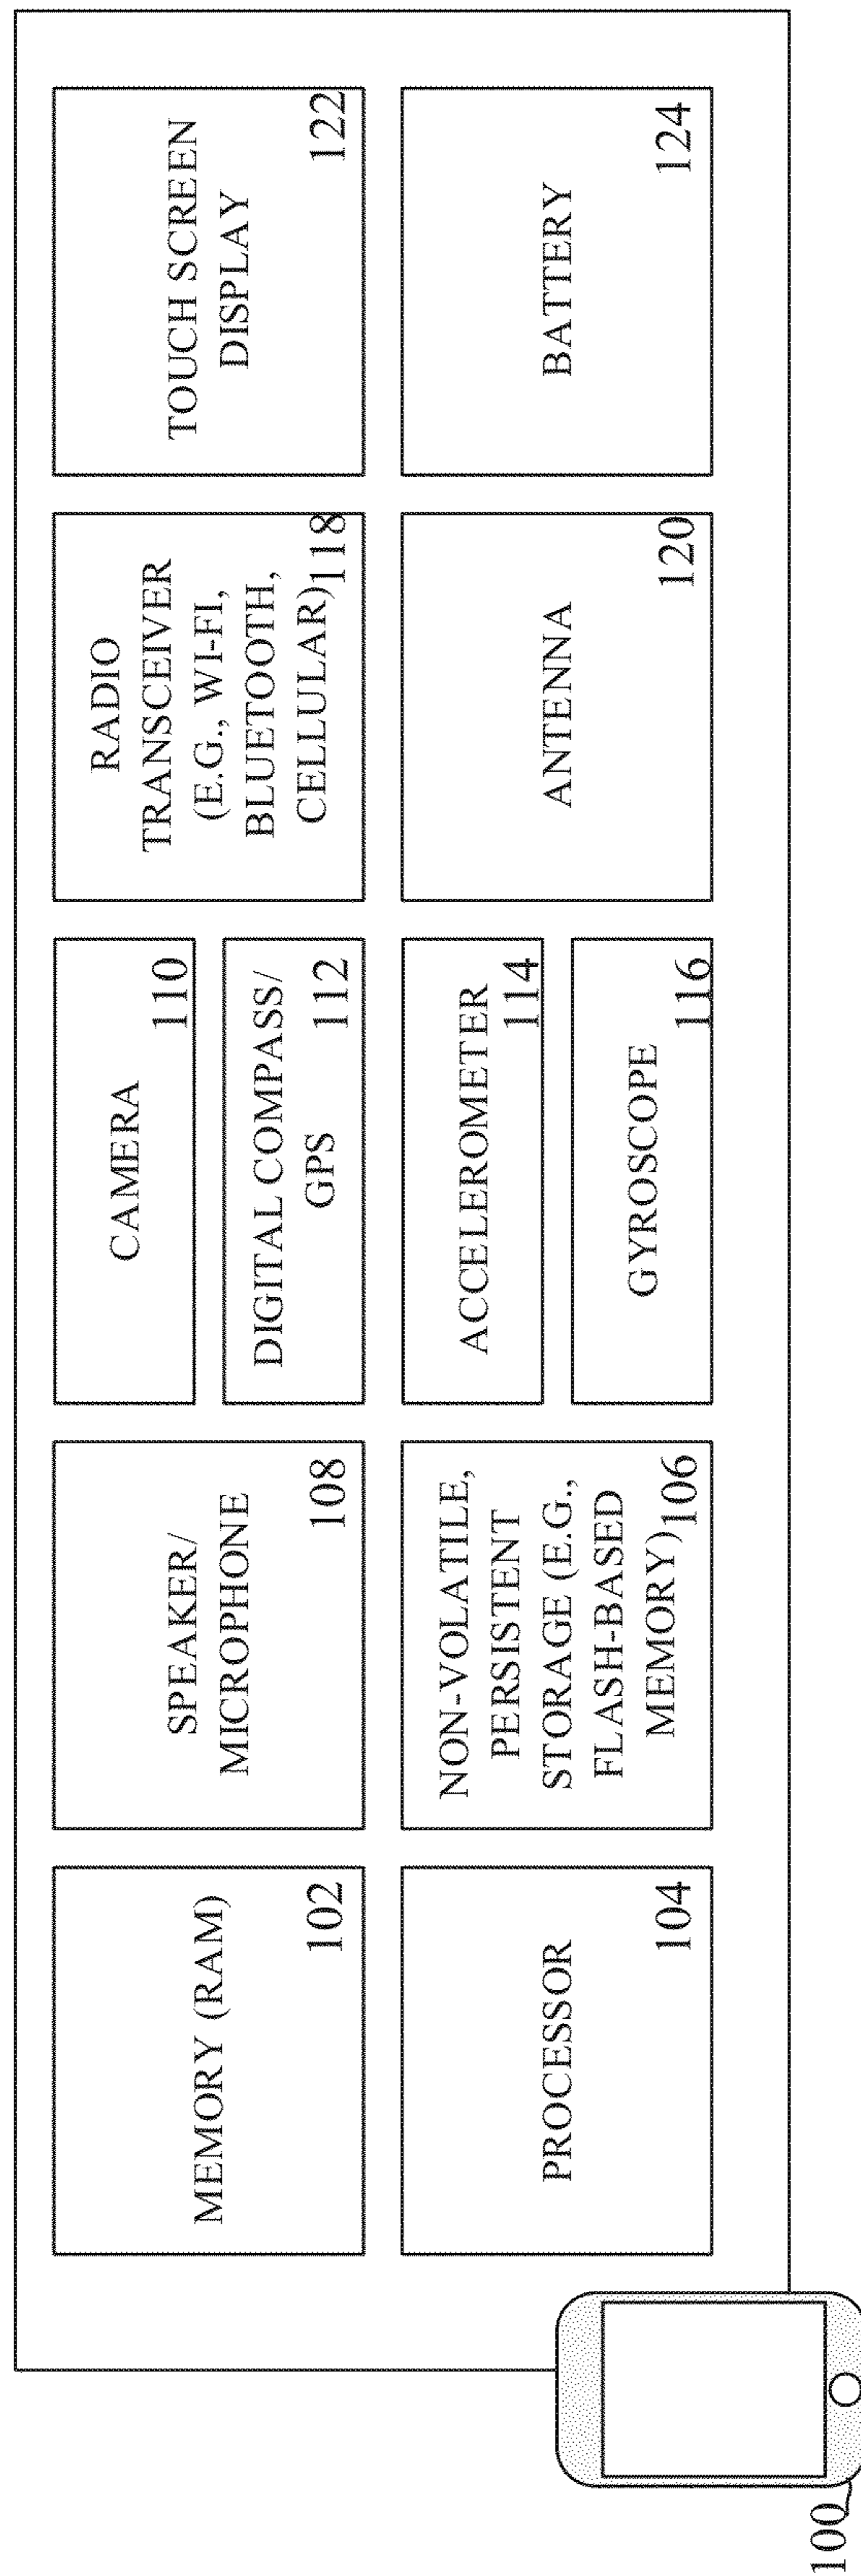 MEMORY (RAM)
102
SPEAKER/
MICROPHONE
108
CAMERA
110
DIGITAL COMPASS/
GPS
112
RADIO
TRANSCEIVER
(E.G., WI-FI,
BLUETOOTH,
CELLULAR)
118
TOUCH SCREEN
DISPLAY
122
PROCESSOR
104
NON-VOLATILE,
PERSISTENT
STORAGE (E.G.,
FLASH-BASED
MEMORY)
106
ACCELEROMETER
114
GYROSCOPE
116
ANTENNA
120
BATTERY
124
100